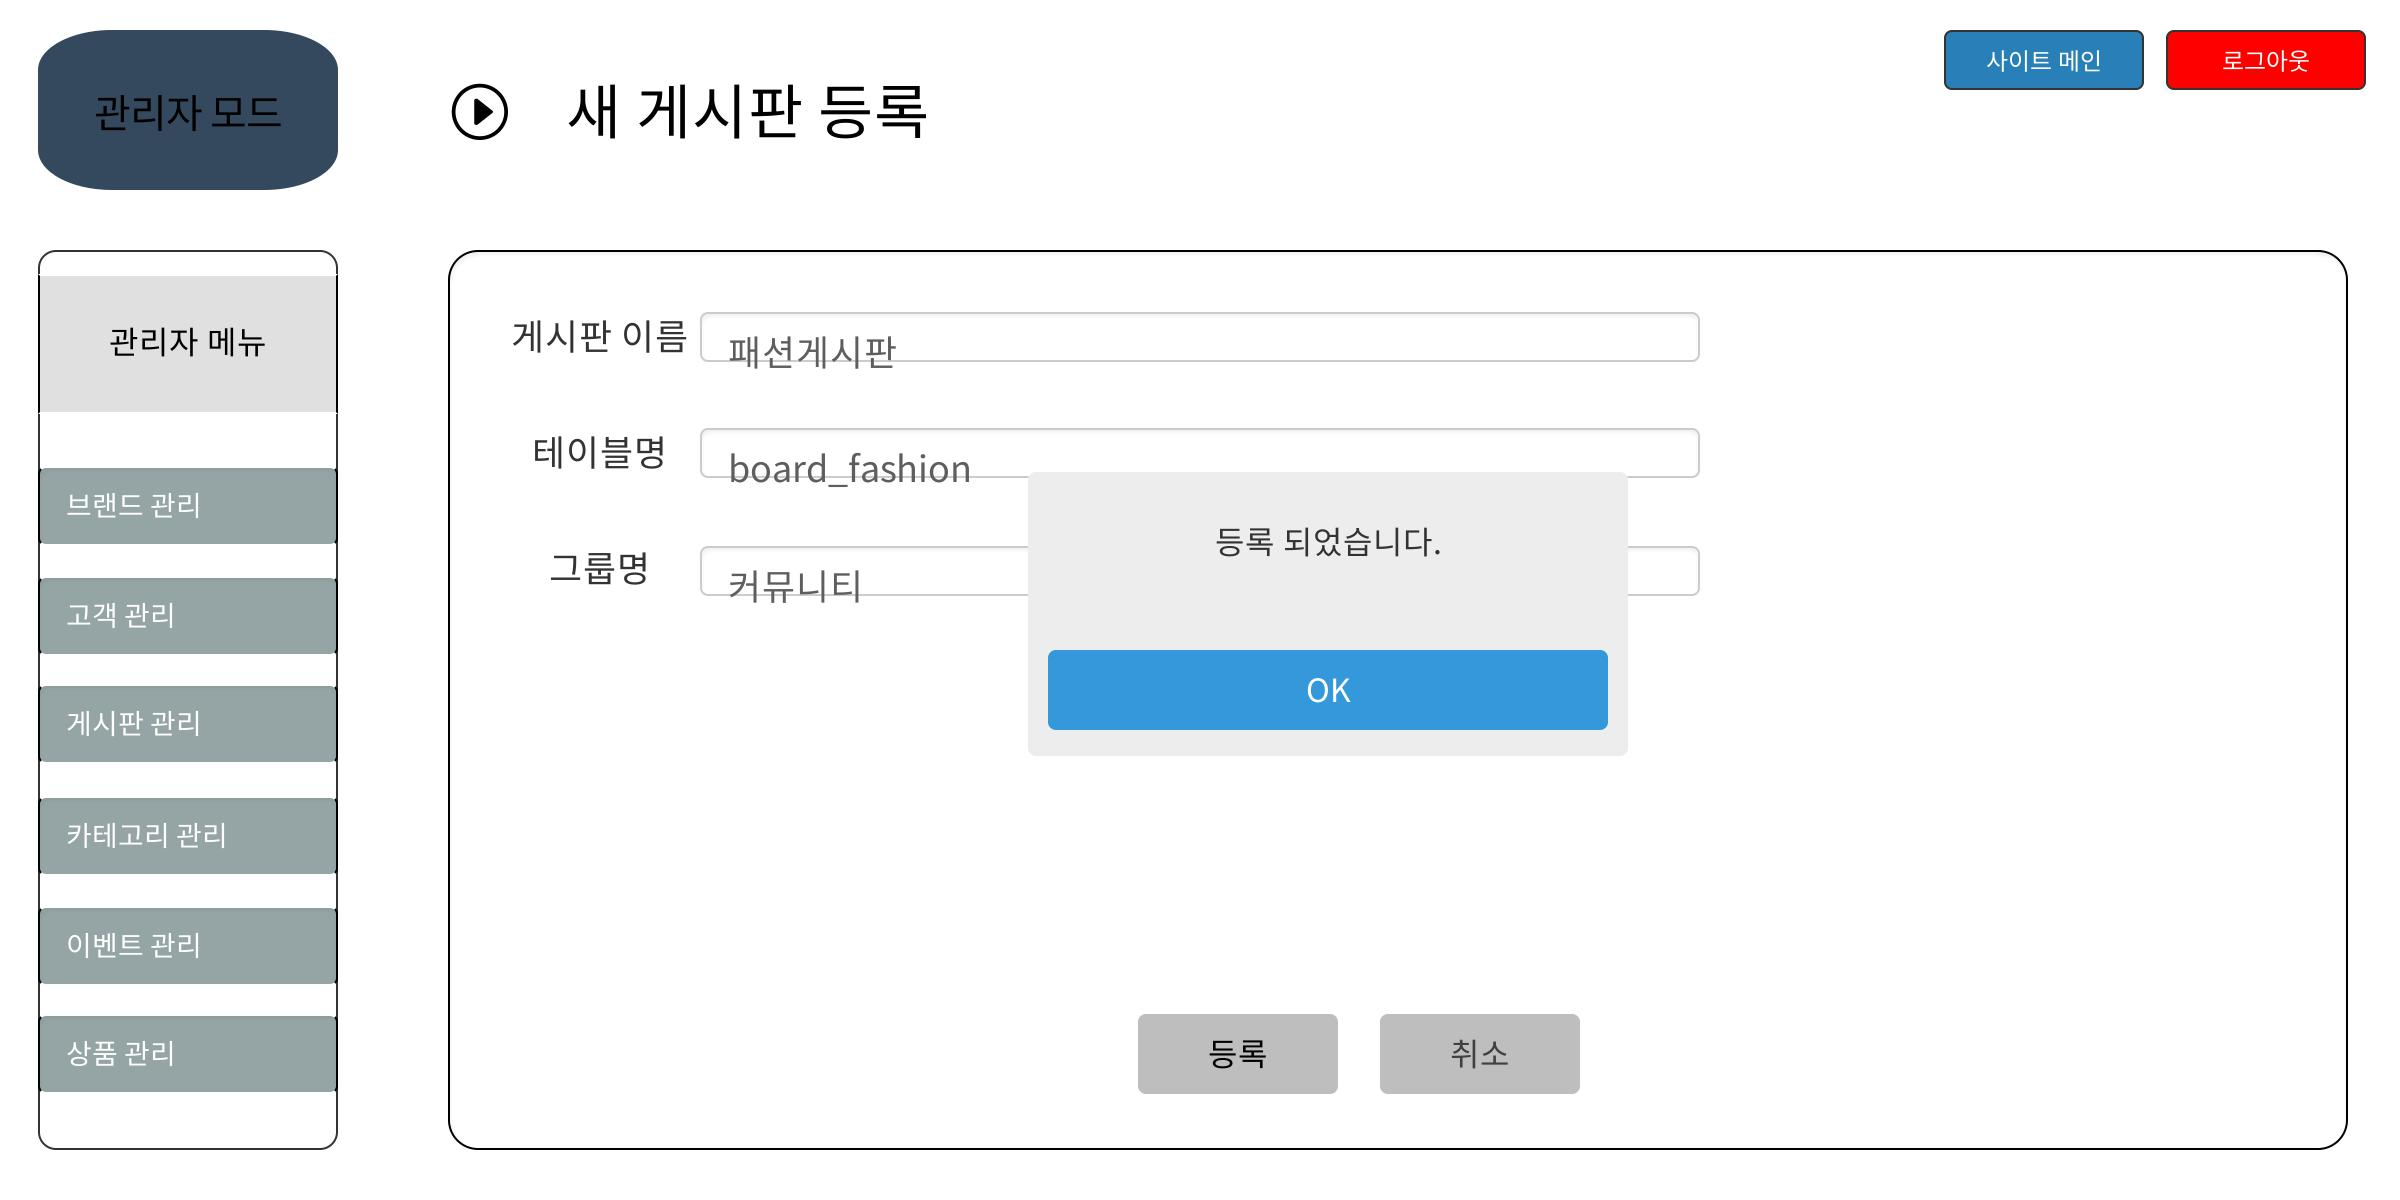 관리자 모드
새 게시판 등록
사이트 메인
로그아웃
관리자 메뉴
브랜드 관리
고객 관리
게시판 관리
카테고리 관리
이벤트 관리
상품 관리
게시판 이름
패션게시판
테이블명
board_fashion
그룹명
커뮤니티
등록 되었습니다.
OK
등록
취소